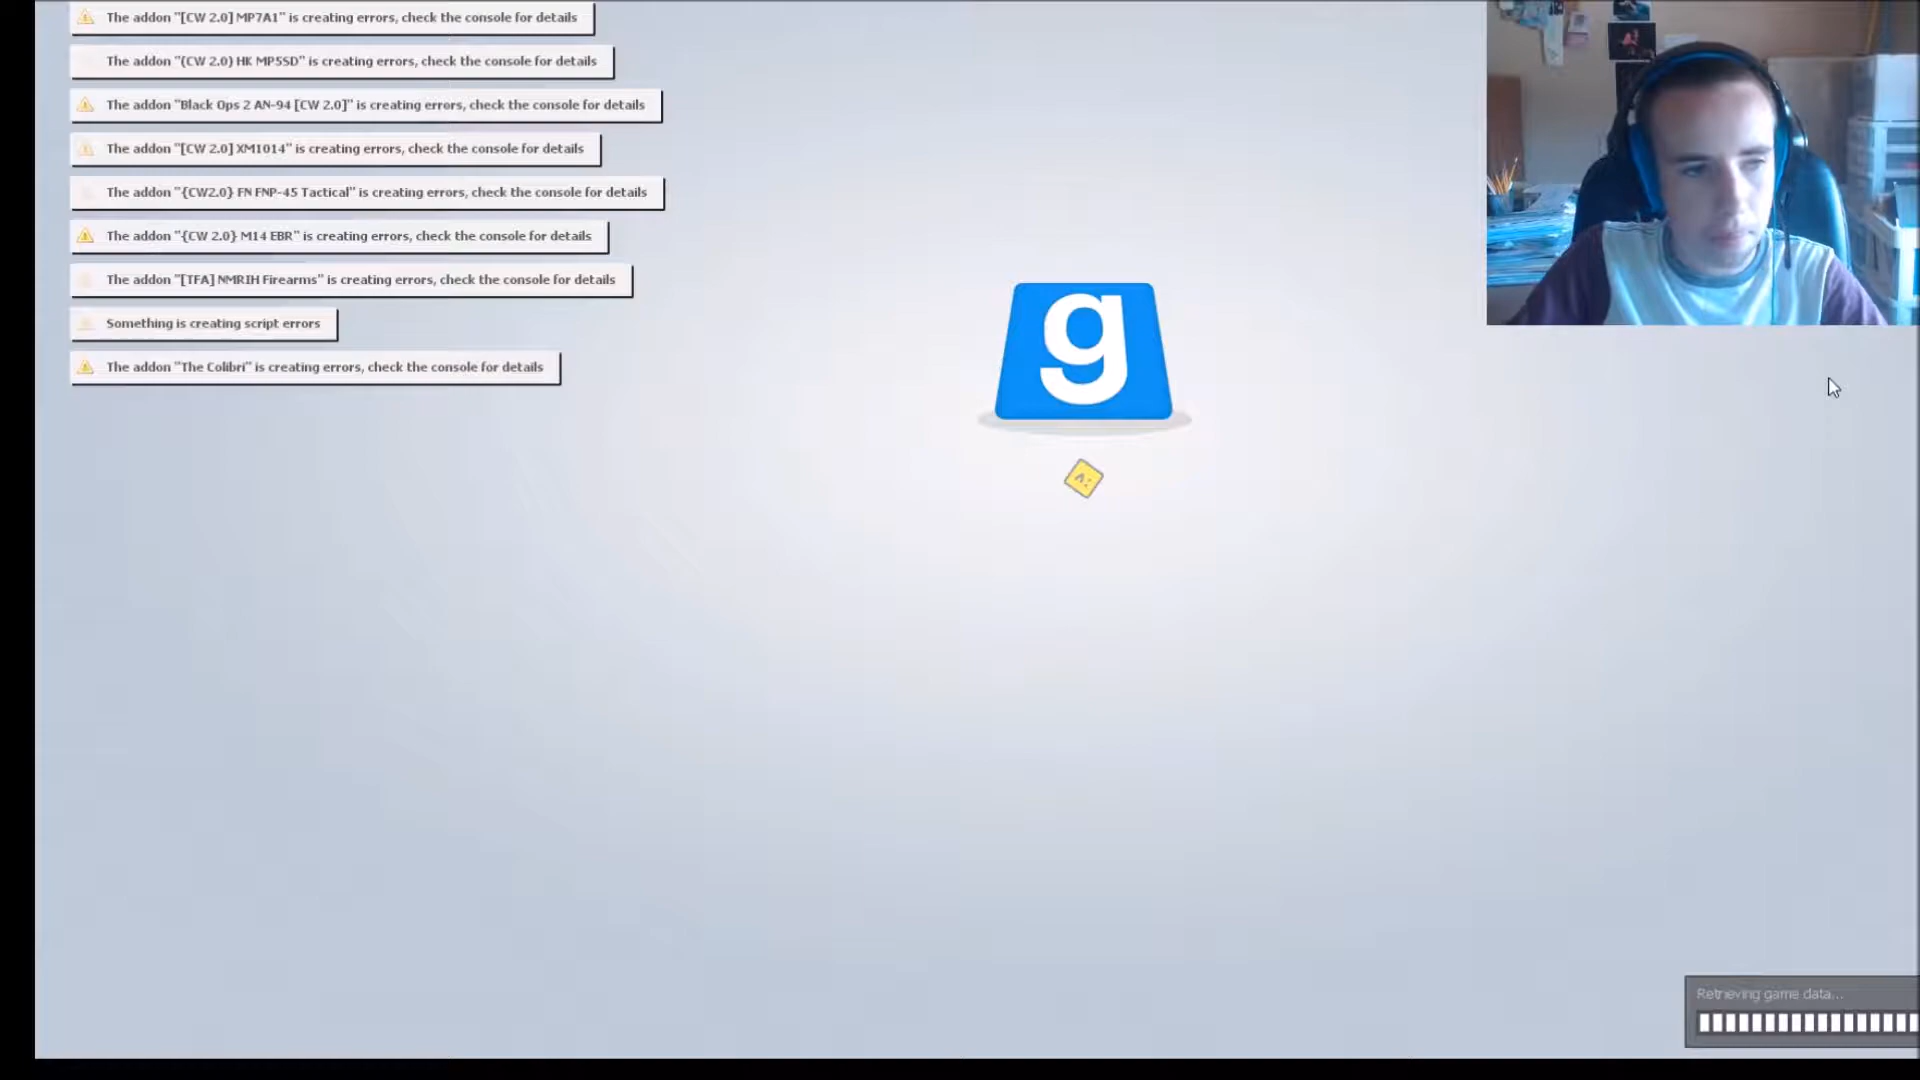 The addon "[CW 2.0] MP7A1" is creating errors, check the console for details
The addon "{CW 2.0} HK MP5SD" is creating errors, check the console for details
The addon "Black Ops 2 AN-94 [CW 2.0]" is creating errors, check the console for details
The addon "[CW 2.0] XM1014" is creating errors, check the console for details
The addon "{CW2.0} FN FNP-45 Tactical" is creating errors, check the console for details
The addon "{CW 2.0} M14 EBR" is creating errors, check the console for details
The addon "[TFA] NMRIH Firearms" is creating errors, check the console for details
Something is creating script errors
The addon "The Colibri" is creating errors, check the console for details
g
Retrieving game data...